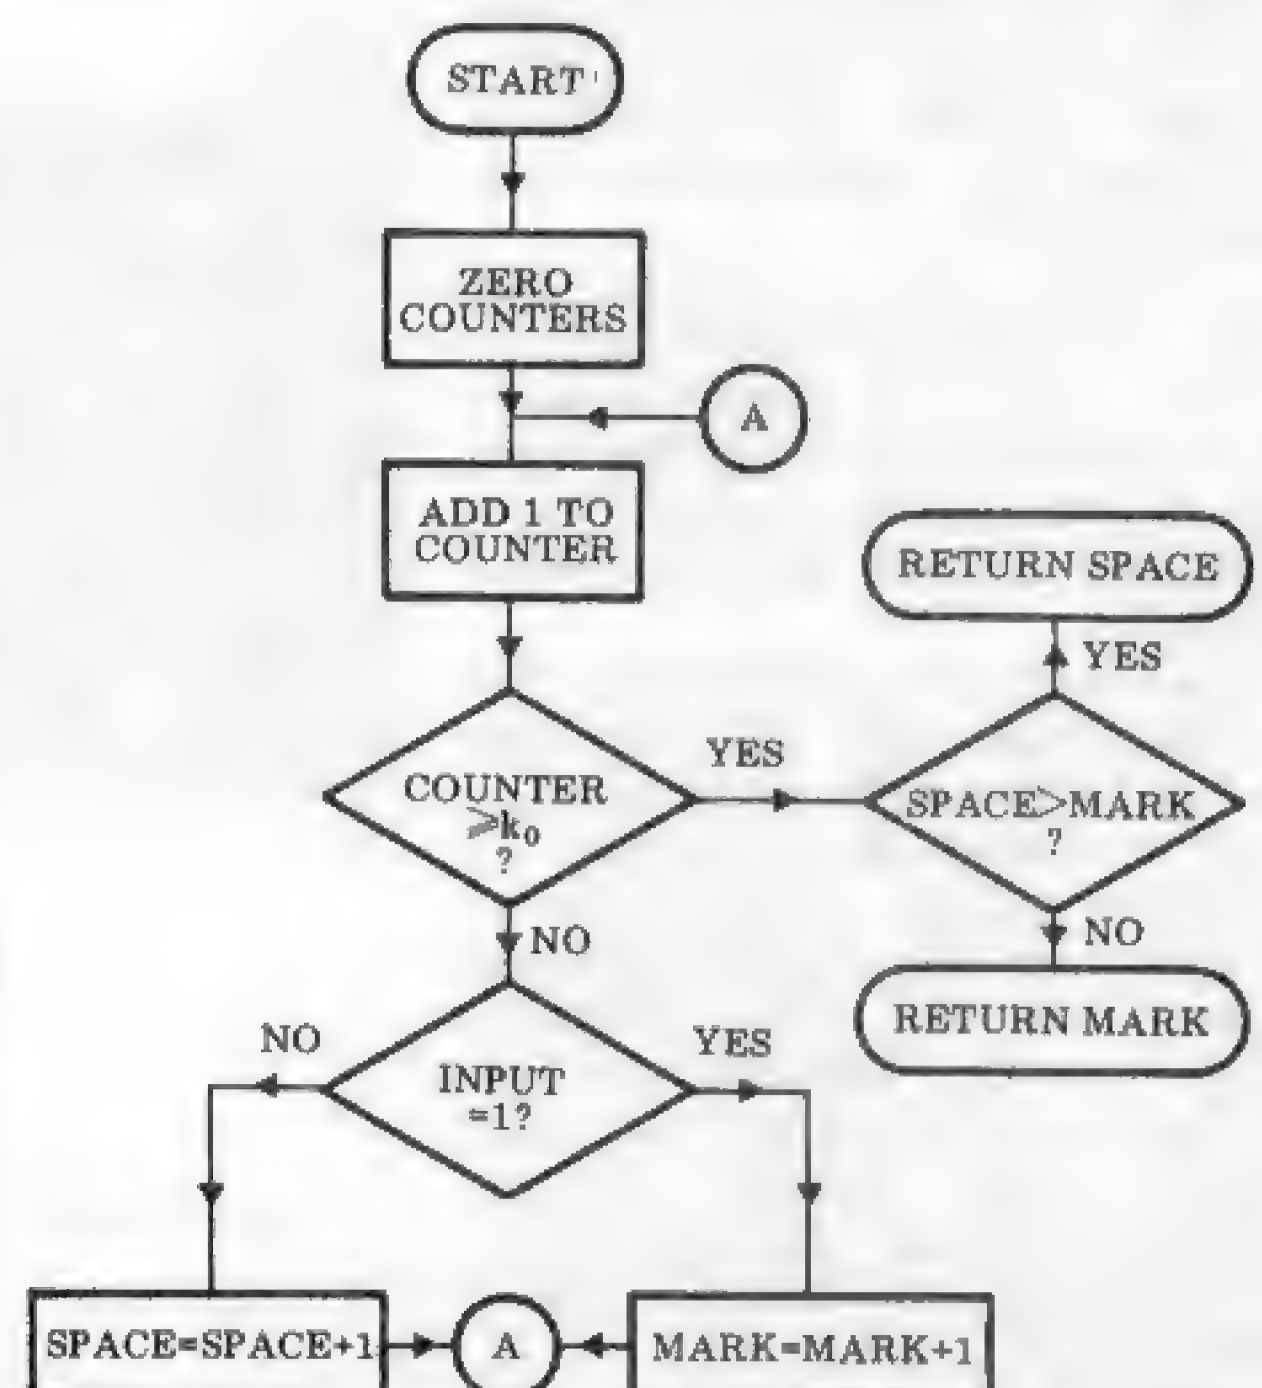 START
ZERO
COUNTERS
A
ADD 1 TO
COUNTER
RETURN SPACE
YES
YES
COUNTER
⩾k₀
?
SPACE>MARK
?
NO
NO
RETURN MARK
NO
YES
INPUT
=1?
SPACE=SPACE+1
A
MARK=MARK+1